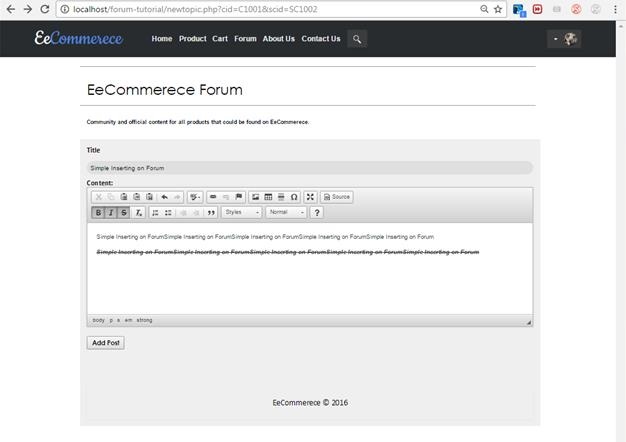 localhost/forum-tutorial/newtopic.php?cid=C1001&scid=SC1002
EeCommerece Home Product Cart Forum About Us Contact Us
EeCommerece Forum
Community and official content for all products that could be found on EeCommerece.
Title
Simple Inserting on Forum
Content:
Source
B I S Tx Styles Normal ?
Simple Inserting on ForumSimple Inserting on ForumSimple Inserting on ForumSimple Inserting on ForumSimple Inserting on Forum
Simple Inserting on ForumSimple Inserting on ForumSimple Inserting on ForumSimple Inserting on ForumSimple Inserting on Forum
body p s em strong
Add Post
EeCommerece © 2016